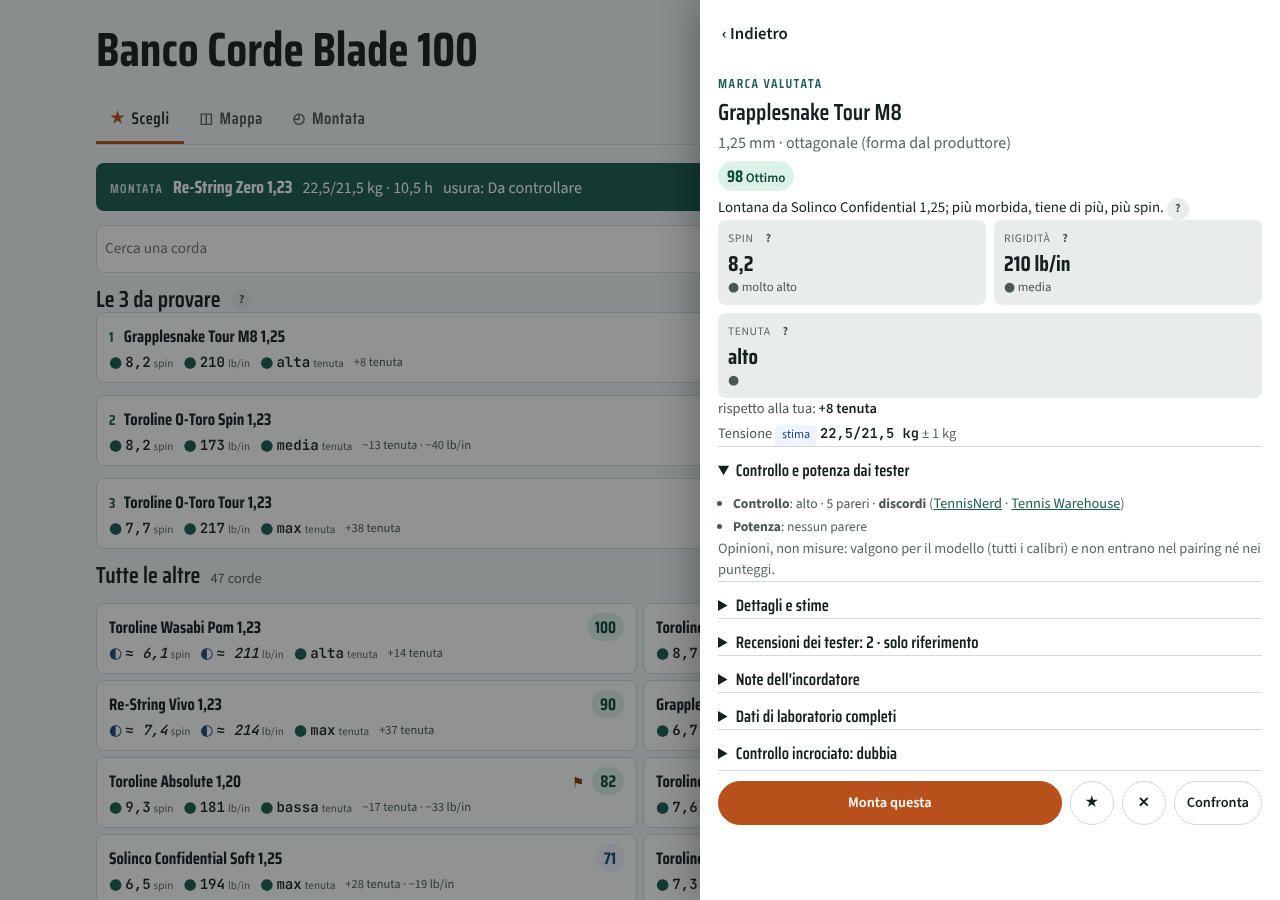 Banco Corde Blade 100
★ Scegli
Mappa
Montata
MONTATA Re-String Zero 1,23 22,5/21,5 kg · 10,5 h usura: Da controllare
Cerca una corda
Le 3 da provare ?
1 Grapplesnake Tour M8 1,25
8,2 spin 210 lb/in alta tenuta +8 tenuta
2 Toroline O-Toro Spin 1,23
8,2 spin 173 lb/in media tenuta −13 tenuta · −40 lb/in
3 Toroline O-Toro Tour 1,23
7,7 spin 217 lb/in max tenuta +38 tenuta
Tutte le altre 47 corde
Toroline Wasabi Pom 1,23 100
≈ 6,1 spin ≈ 211 lb/in alta tenuta +14 tenuta
Re-String Vivo 1,23 90
≈ 7,4 spin ≈ 214 lb/in max tenuta +37 tenuta
Toroline Absolute 1,20 82
9,3 spin 181 lb/in bassa tenuta −17 tenuta · −33 lb/in
Solinco Confidential Soft 1,25 71
6,5 spin 194 lb/in max tenuta +28 tenuta · −19 lb/in
Toroline
8,7
Grapple
6,7
Toroline
7,6
Toroline
7,3
‹ Indietro
MARCA VALUTATA
Grapplesnake Tour M8
1,25 mm · ottagonale (forma dal produttore)
98 Ottimo
Lontana da Solinco Confidential 1,25; più morbida, tiene di più, più spin. ?
SPIN ?
8,2
molto alto
RIGIDITÀ ?
210 lb/in
media
TENUTA ?
alto
rispetto alla tua: +8 tenuta
Tensione stima 22,5/21,5 kg ± 1 kg
▼ Controllo e potenza dai tester
• Controllo: alto · 5 pareri · discordi (TennisNerd · Tennis Warehouse)
• Potenza: nessun parere
Opinioni, non misure: valgono per il modello (tutti i calibri) e non entrano nel pairing né nei
punteggi.
▶ Dettagli e stime
▶ Recensioni dei tester: 2 · solo riferimento
▶ Note dell'incordatore
▶ Dati di laboratorio completi
▶ Controllo incrociato: dubbia
Monta questa
★
✕
Confronta